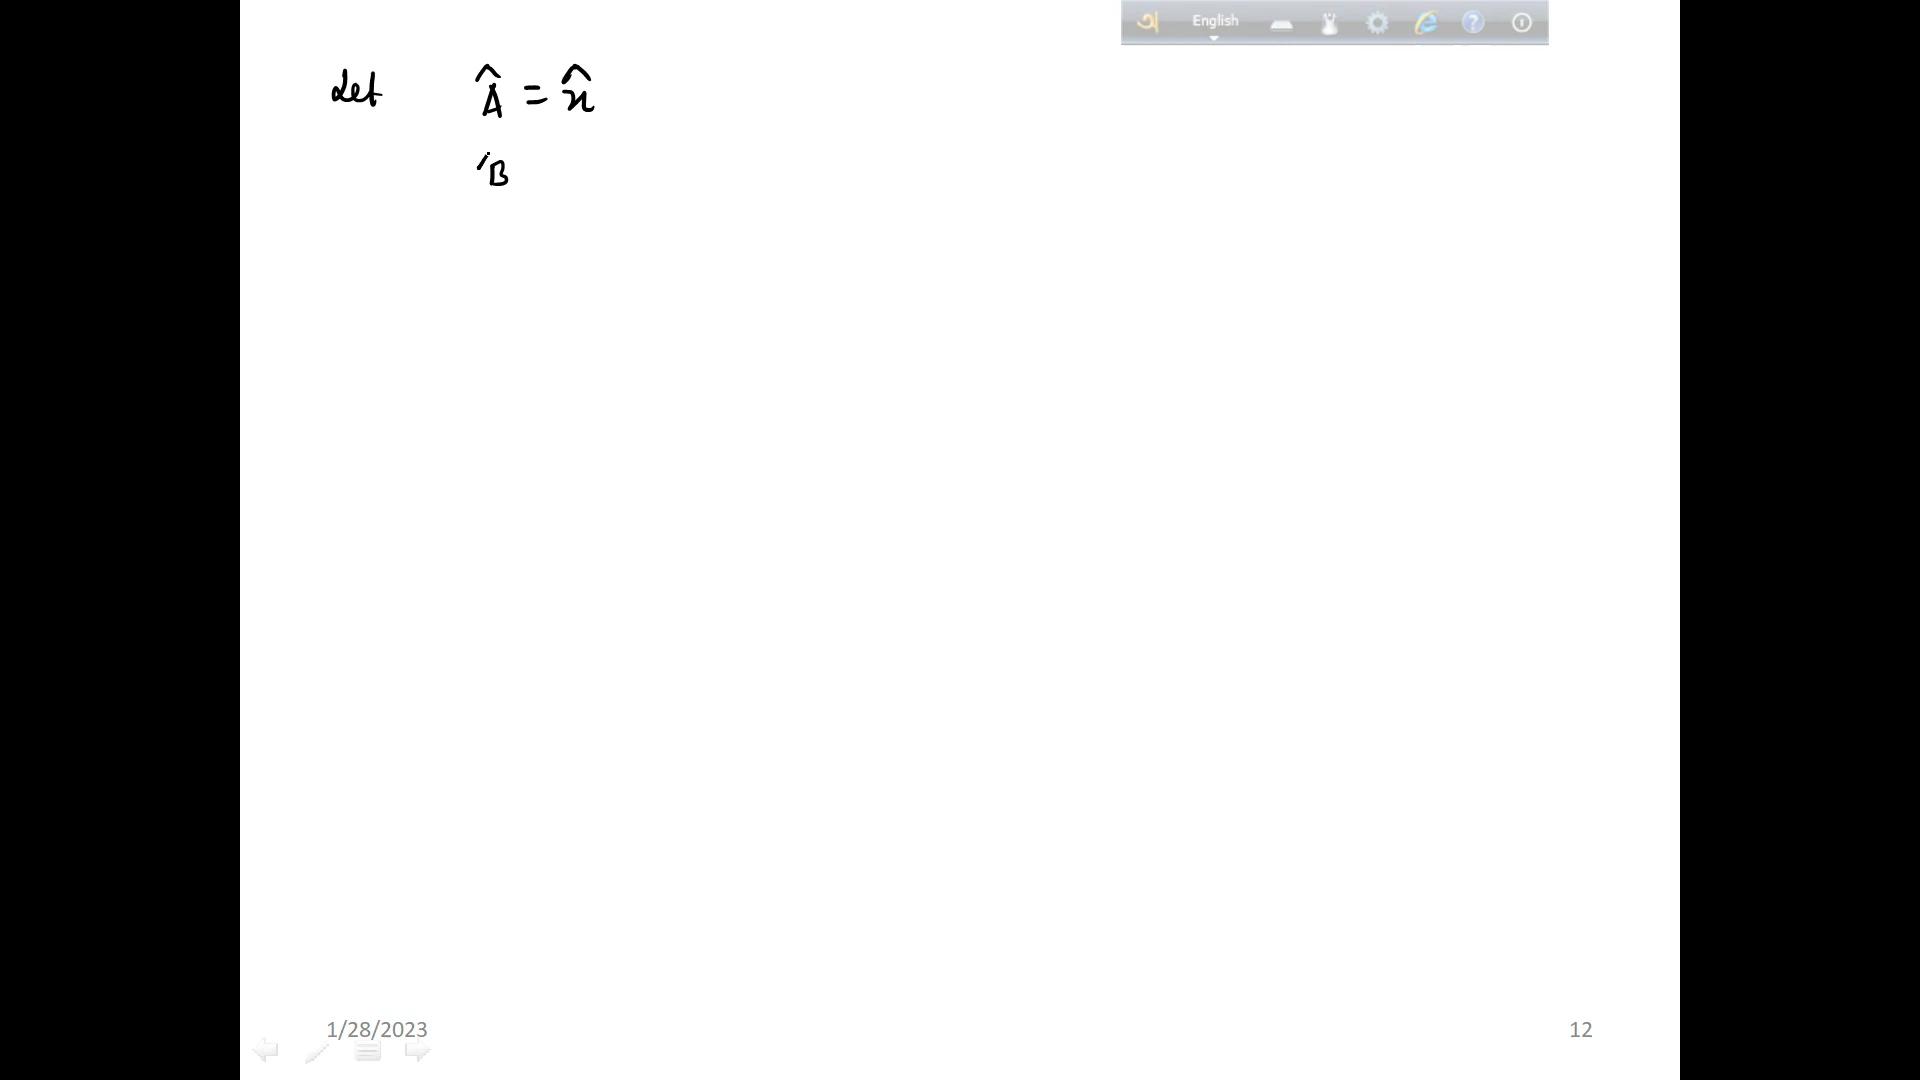 অ English
Let Â = x̂
B
1/28/2023 12